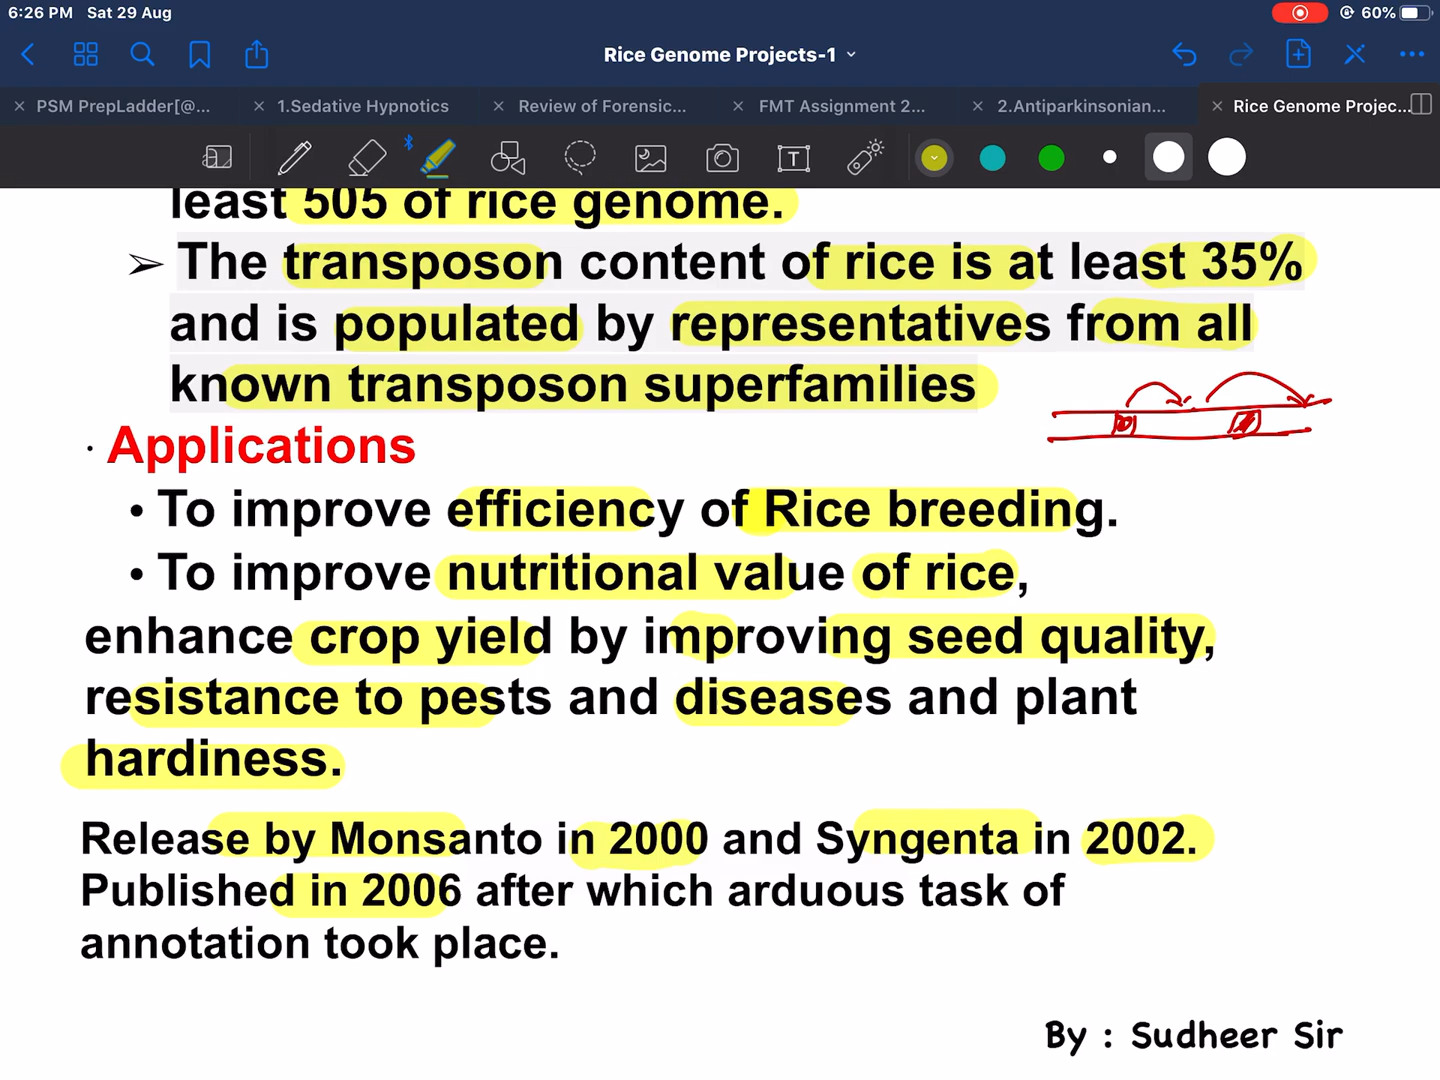 6:26 PM Sat 29 Aug
60%
Rice Genome Projects-1
PSM PrepLadder[@...
1.Sedative Hypnotics
Review of Forensic...
FMT Assignment 2...
2.Antiparkinsonian...
Rice Genome Projec...
least 505 of rice genome.
➢ The transposon content of rice is at least 35%
and is populated by representatives from all
known transposon superfamilies
· Applications
• To improve efficiency of Rice breeding.
• To improve nutritional value of rice,
enhance crop yield by improving seed quality,
resistance to pests and diseases and plant
hardiness.
Release by Monsanto in 2000 and Syngenta in 2002.
Published in 2006 after which arduous task of
annotation took place.
By : Sudheer Sir